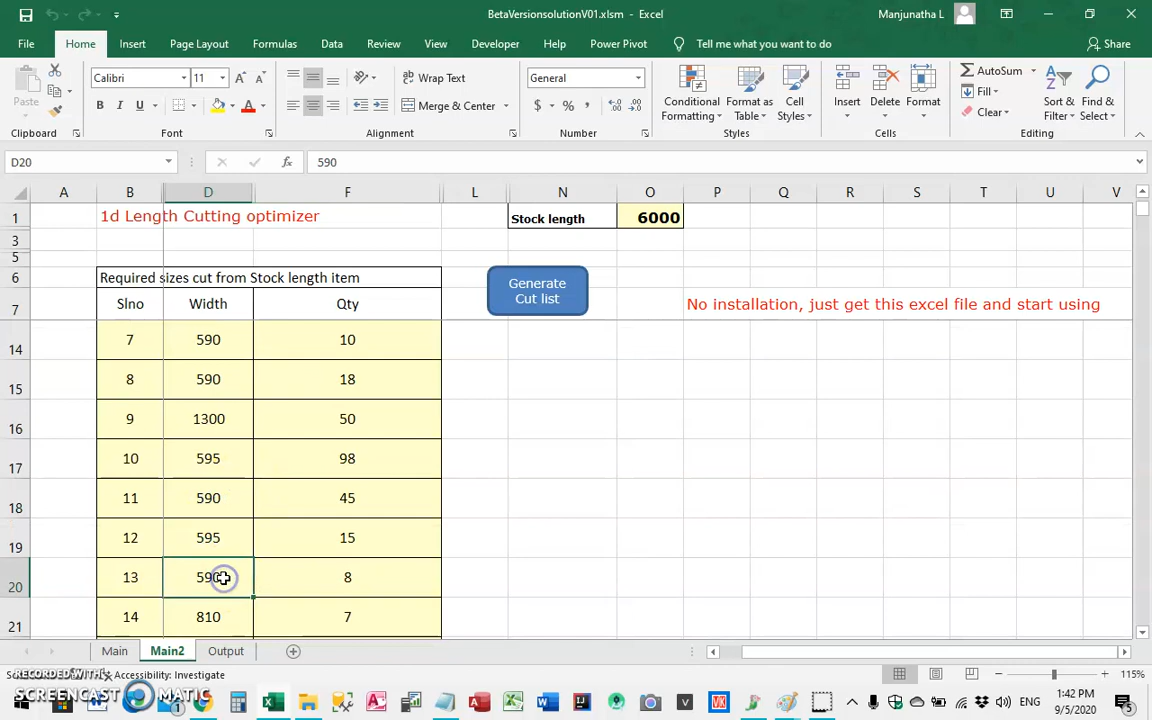 BetaVersionsolutionV01.xlsm - Excel
Manjunatha L
File Home Insert Page Layout Formulas Data Review View Developer Help Power Pivot Tell me what you want to do Share
Paste
Clipboard
Calibri 11
B I U
Font
Wrap Text
Merge & Center
Alignment
General
$ % ,
Number
Conditional Formatting
Format as Table
Cell Styles
Styles
Insert
Delete
Format
Cells
AutoSum
Fill
Clear
Sort & Filter
Find & Select
Editing
D20 fx 590
A B D F L N O P Q R S T U V
1 1d Length Cutting optimizer Stock length 6000
3
5
6 Required sizes cut from Stock length item
Generate
Cut list
7 Slno Width Qty No installation, just get this excel file and start using
14 7 590 10
15 8 590 18
16 9 1300 50
17 10 595 98
18 11 590 45
19 12 595 15
20 13 590 8
21 14 810 7
Main Main2 Output
RECORDED WITH Accessibility: Investigate 115%
SCREENCAST MATIC
ENG 1:42 PM
9/5/2020 5